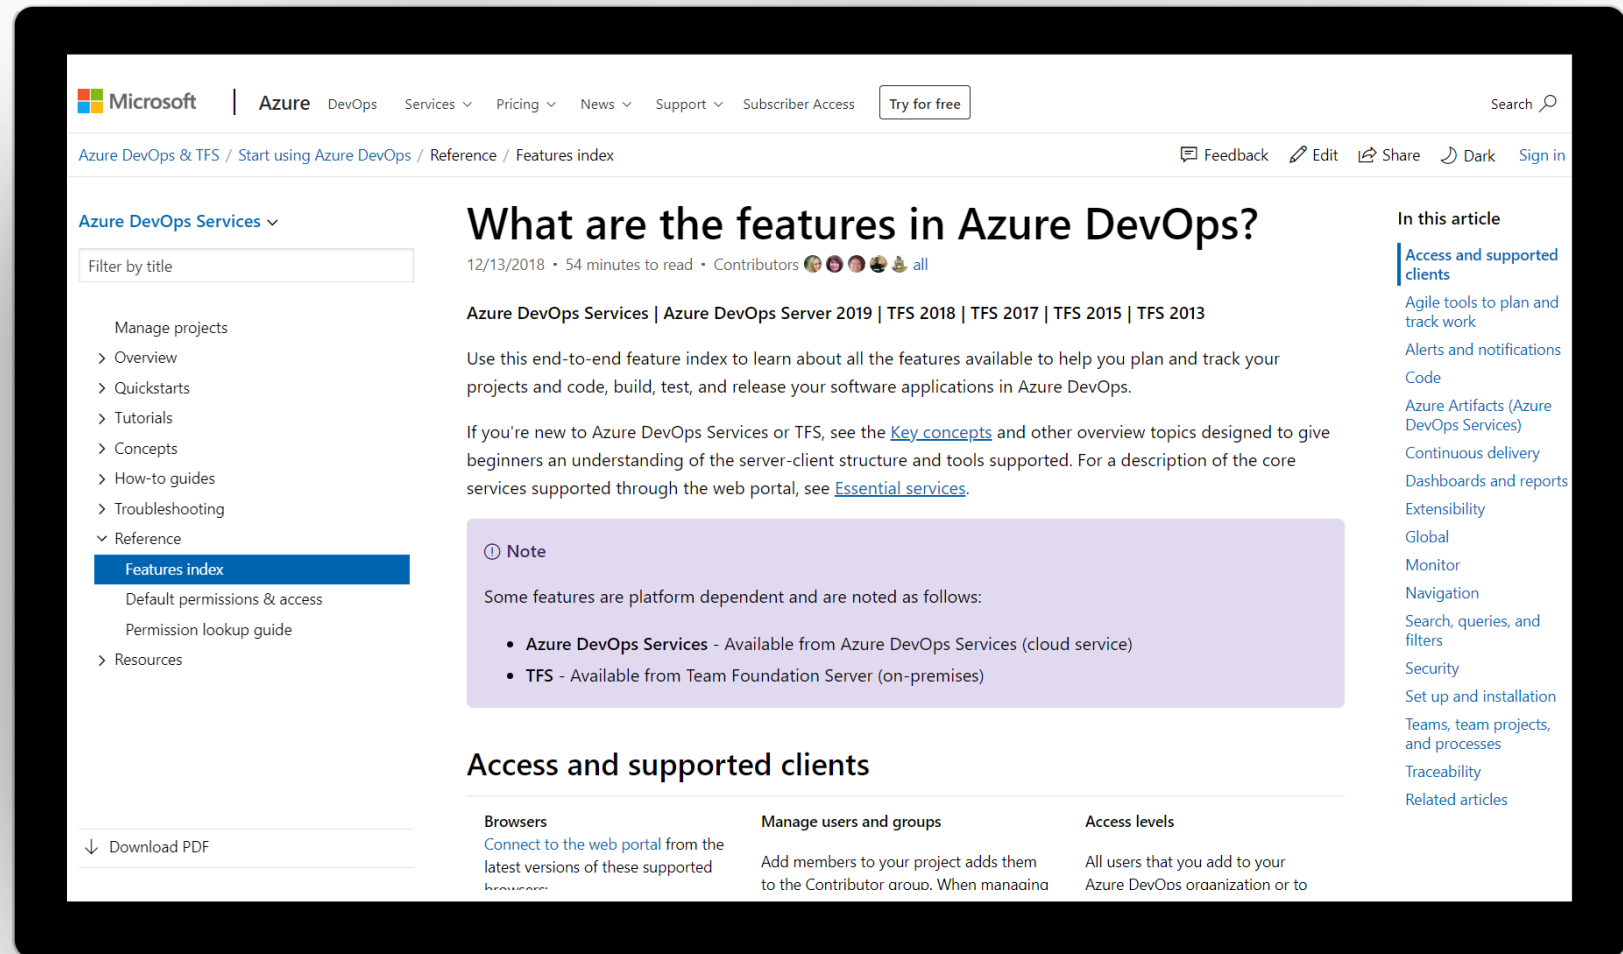 Microsoft Azure DevOps Services Pricing News Support Subscriber Access Try for free Search
Azure DevOps & TFS / Start using Azure DevOps / Reference / Features index Feedback Edit Share Dark Sign in
Azure DevOps Services
Filter by title
Manage projects
Overview
Quickstarts
Tutorials
Concepts
How-to guides
Troubleshooting
Reference
Features index
Default permissions & access
Permission lookup guide
Resources
Download PDF
What are the features in Azure DevOps?
12/13/2018 • 54 minutes to read • Contributors all
Azure DevOps Services | Azure DevOps Server 2019 | TFS 2018 | TFS 2017 | TFS 2015 | TFS 2013
Use this end-to-end feature index to learn about all the features available to help you plan and track your
projects and code, build, test, and release your software applications in Azure DevOps.
If you're new to Azure DevOps Services or TFS, see the Key concepts and other overview topics designed to give
beginners an understanding of the server-client structure and tools supported. For a description of the core
services supported through the web portal, see Essential services.
Note
Some features are platform dependent and are noted as follows:
• Azure DevOps Services - Available from Azure DevOps Services (cloud service)
• TFS - Available from Team Foundation Server (on-premises)
Access and supported clients
Browsers
Connect to the web portal from the
latest versions of these supported
browsers:
Manage users and groups
Add members to your project adds them
to the Contributor group. When managing
Access levels
All users that you add to your
Azure DevOps organization or to
In this article
Access and supported
clients
Agile tools to plan and
track work
Alerts and notifications
Code
Azure Artifacts (Azure
DevOps Services)
Continuous delivery
Dashboards and reports
Extensibility
Global
Monitor
Navigation
Search, queries, and
filters
Security
Set up and installation
Teams, team projects,
and processes
Traceability
Related articles